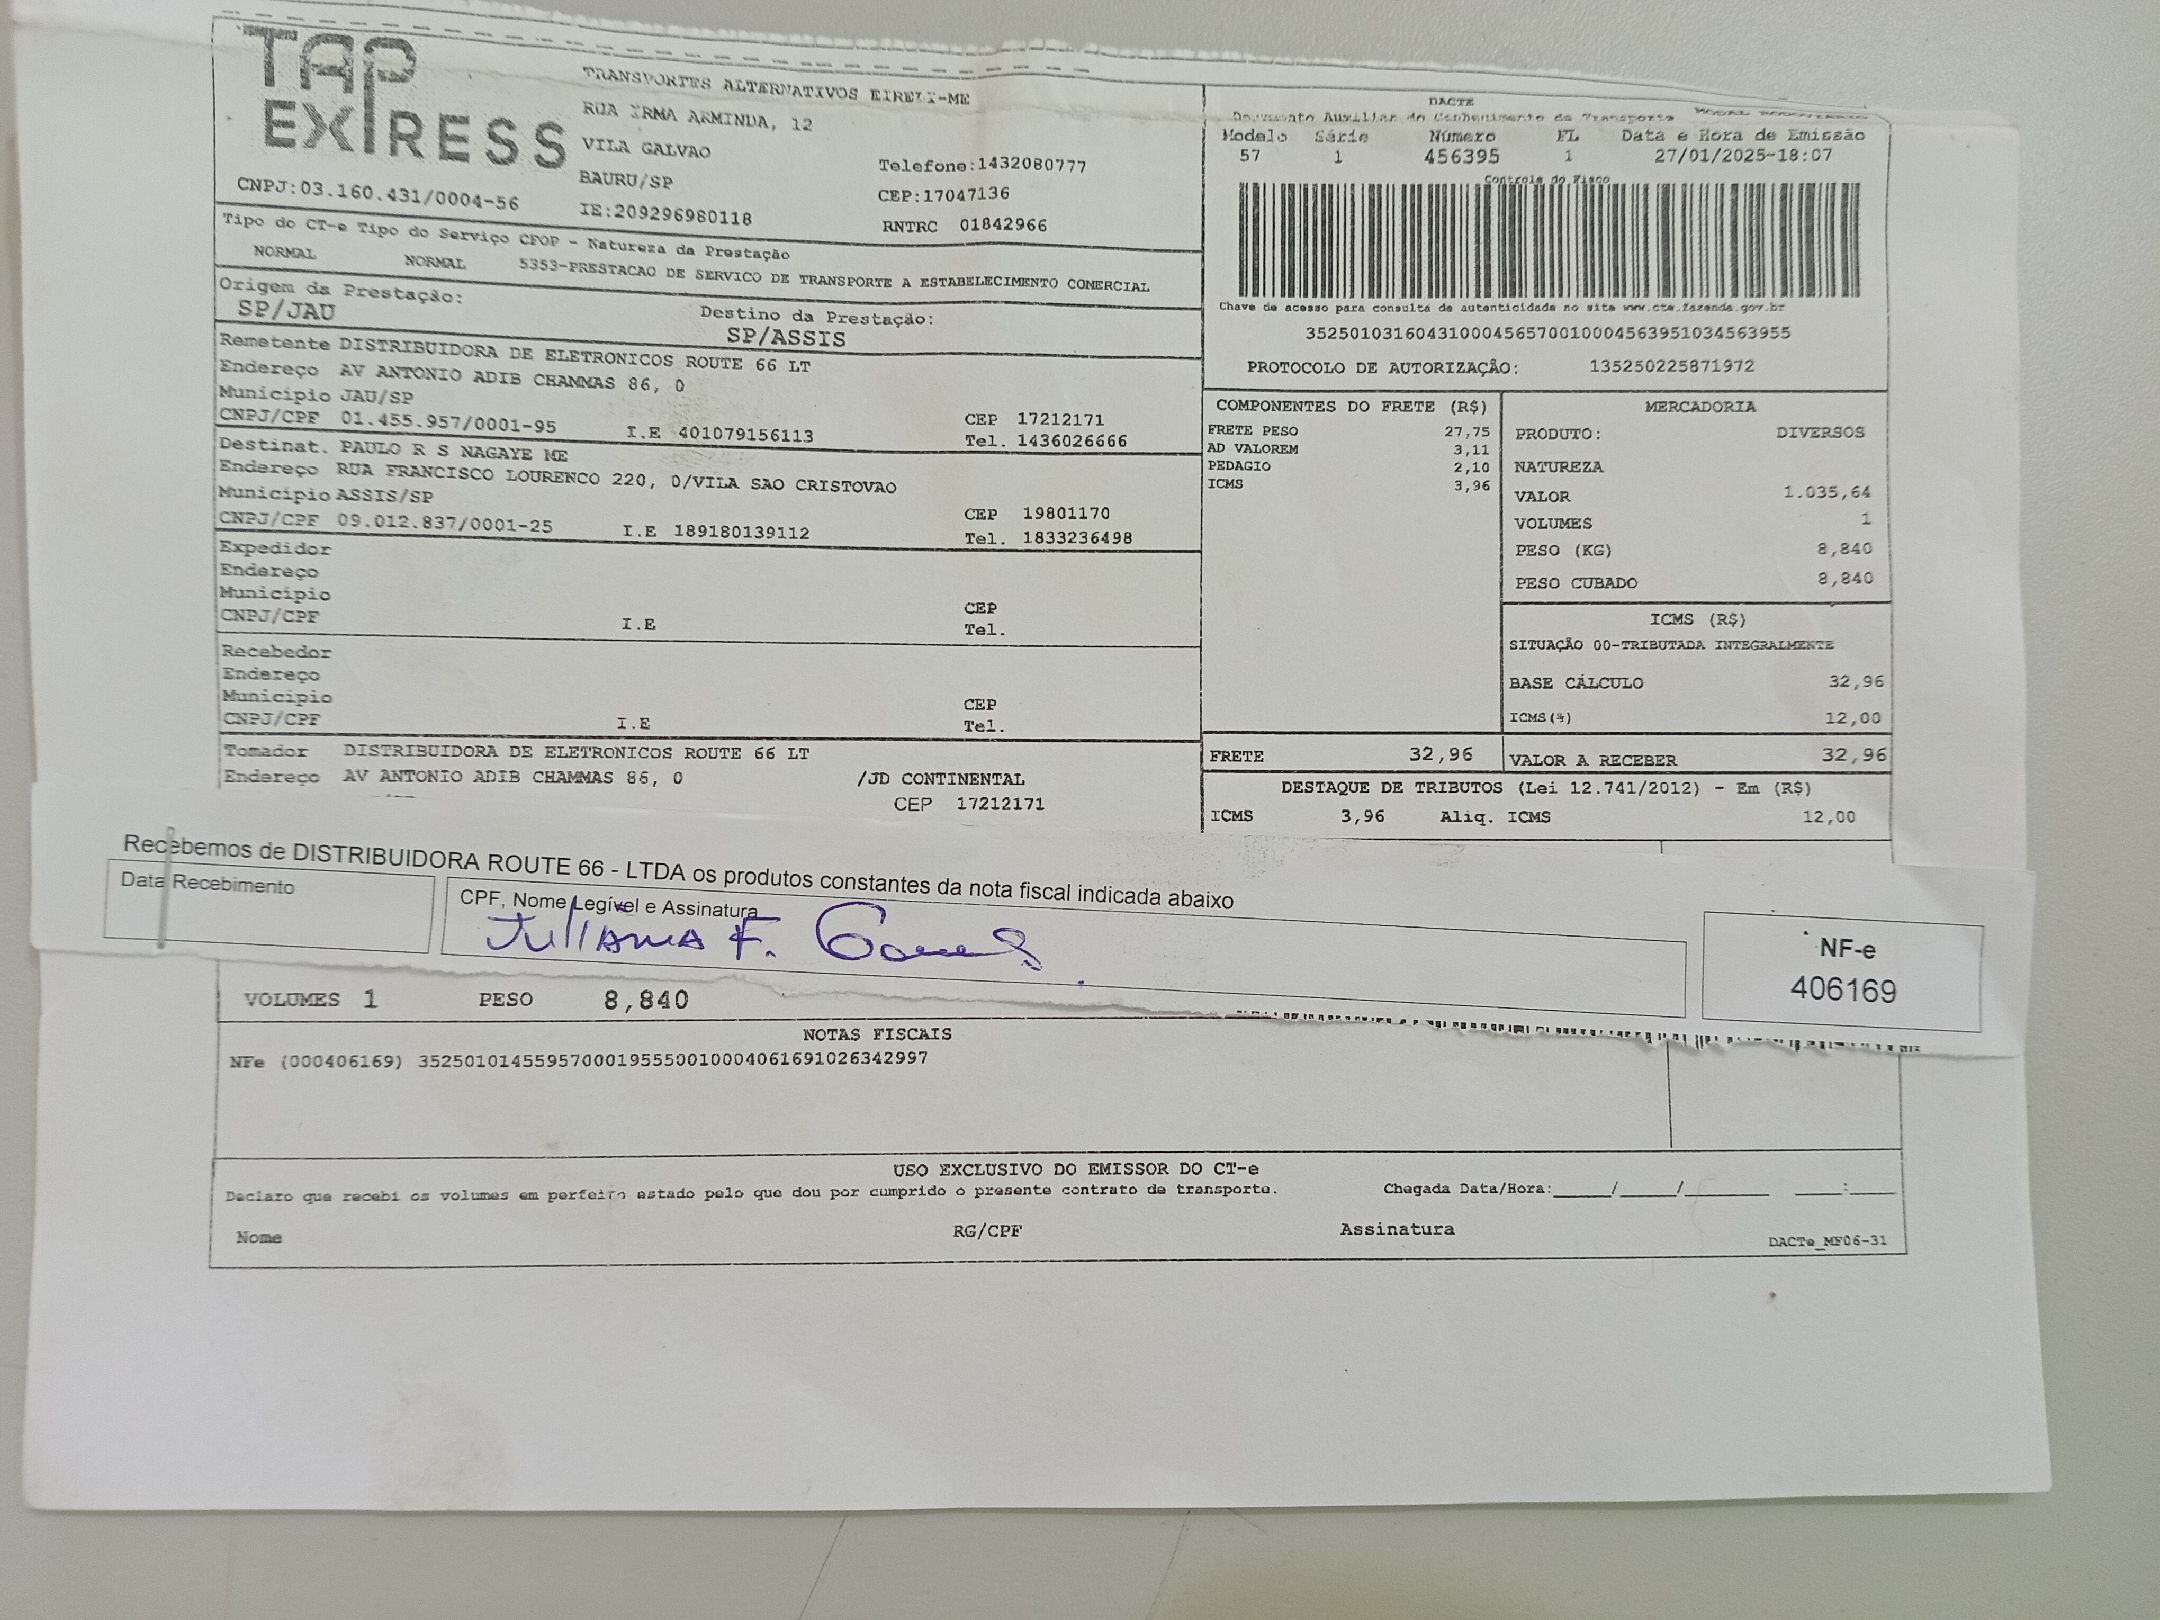 TAP
EXPRESS
TRANSPORTES ALTERNATIVOS EIRELI-ME
RUA IRMA ARMINDA, 12
VILA GALVAO
Telefone:1432080777
BAURU/SP
CEP:17047136
CNPJ:03.160.431/0004-56
IE:209296980118
RNTRC 01842966
DACTE
Documento Auxiliar do Conhecimento de Transporte MODAL RODOVIÁRIO
Modelo Série Número FL Data e Hora de Emissão
57 1 456395 1 27/01/2025-18:07
Controle do Fisco
Chave de acesso para consulta de autenticidade no site www.cte.fazenda.gov.br
35250103160431000456570010004563951034563955
PROTOCOLO DE AUTORIZAÇÃO: 135250225871972
Tipo do CT-e Tipo do Serviço CFOP - Natureza da Prestação
NORMAL NORMAL 5353-PRESTACAO DE SERVICO DE TRANSPORTE A ESTABELECIMENTO COMERCIAL
Origem da Prestação:
SP/JAU
Destino da Prestação:
SP/ASSIS
Remetente DISTRIBUIDORA DE ELETRONICOS ROUTE 66 LT
Endereço AV ANTONIO ADIB CHAMMAS 86, 0
Município JAU/SP
CEP 17212171
CNPJ/CPF 01.455.957/0001-95 I.E 401079156113 Tel. 1436026666
Destinat. PAULO R S NAGAYE ME
Endereço RUA FRANCISCO LOURENCO 220, 0/VILA SAO CRISTOVAO
Município ASSIS/SP
CEP 19801170
CNPJ/CPF 09.012.837/0001-25 I.E 189180139112 Tel. 1833236498
Expedidor
Endereço
Município CEP
CNPJ/CPF I.E Tel.
Recebedor
Endereço
Município CEP
CNPJ/CPF I.E Tel.
Tomador DISTRIBUIDORA DE ELETRONICOS ROUTE 66 LT
Endereço AV ANTONIO ADIB CHAMMAS 86, 0 /JD CONTINENTAL
CEP 17212171
COMPONENTES DO FRETE (R$)
FRETE PESO 27,75
AD VALOREM 3,11
PEDAGIO 2,10
ICMS 3,96
MERCADORIA
PRODUTO: DIVERSOS
NATUREZA
VALOR 1.035,64
VOLUMES 1
PESO (KG) 8,840
PESO CUBADO 8,840
ICMS (R$)
SITUAÇÃO 00-TRIBUTADA INTEGRALMENTE
BASE CÁLCULO 32,96
ICMS(%) 12,00
FRETE 32,96
VALOR A RECEBER 32,96
DESTAQUE DE TRIBUTOS (Lei 12.741/2012) - Em (R$)
ICMS 3,96 Aliq. ICMS 12,00
Recebemos de DISTRIBUIDORA ROUTE 66 - LTDA os produtos constantes da nota fiscal indicada abaixo
Data Recebimento
CPF, Nome Legível e Assinatura
Juliana F.
NF-e
406169
VOLUMES 1 PESO 8,840
NOTAS FISCAIS
NFe (000406169) 35250101455957000195550010004061691026342997
USO EXCLUSIVO DO EMISSOR DO CT-e
Declaro que recebi os volumes em perfeito estado pelo que dou por cumprido o presente contrato de transporte. Chegada Data/Hora:_____/_____/_______ ____:____
Nome RG/CPF Assinatura
DACTe_MF06-31